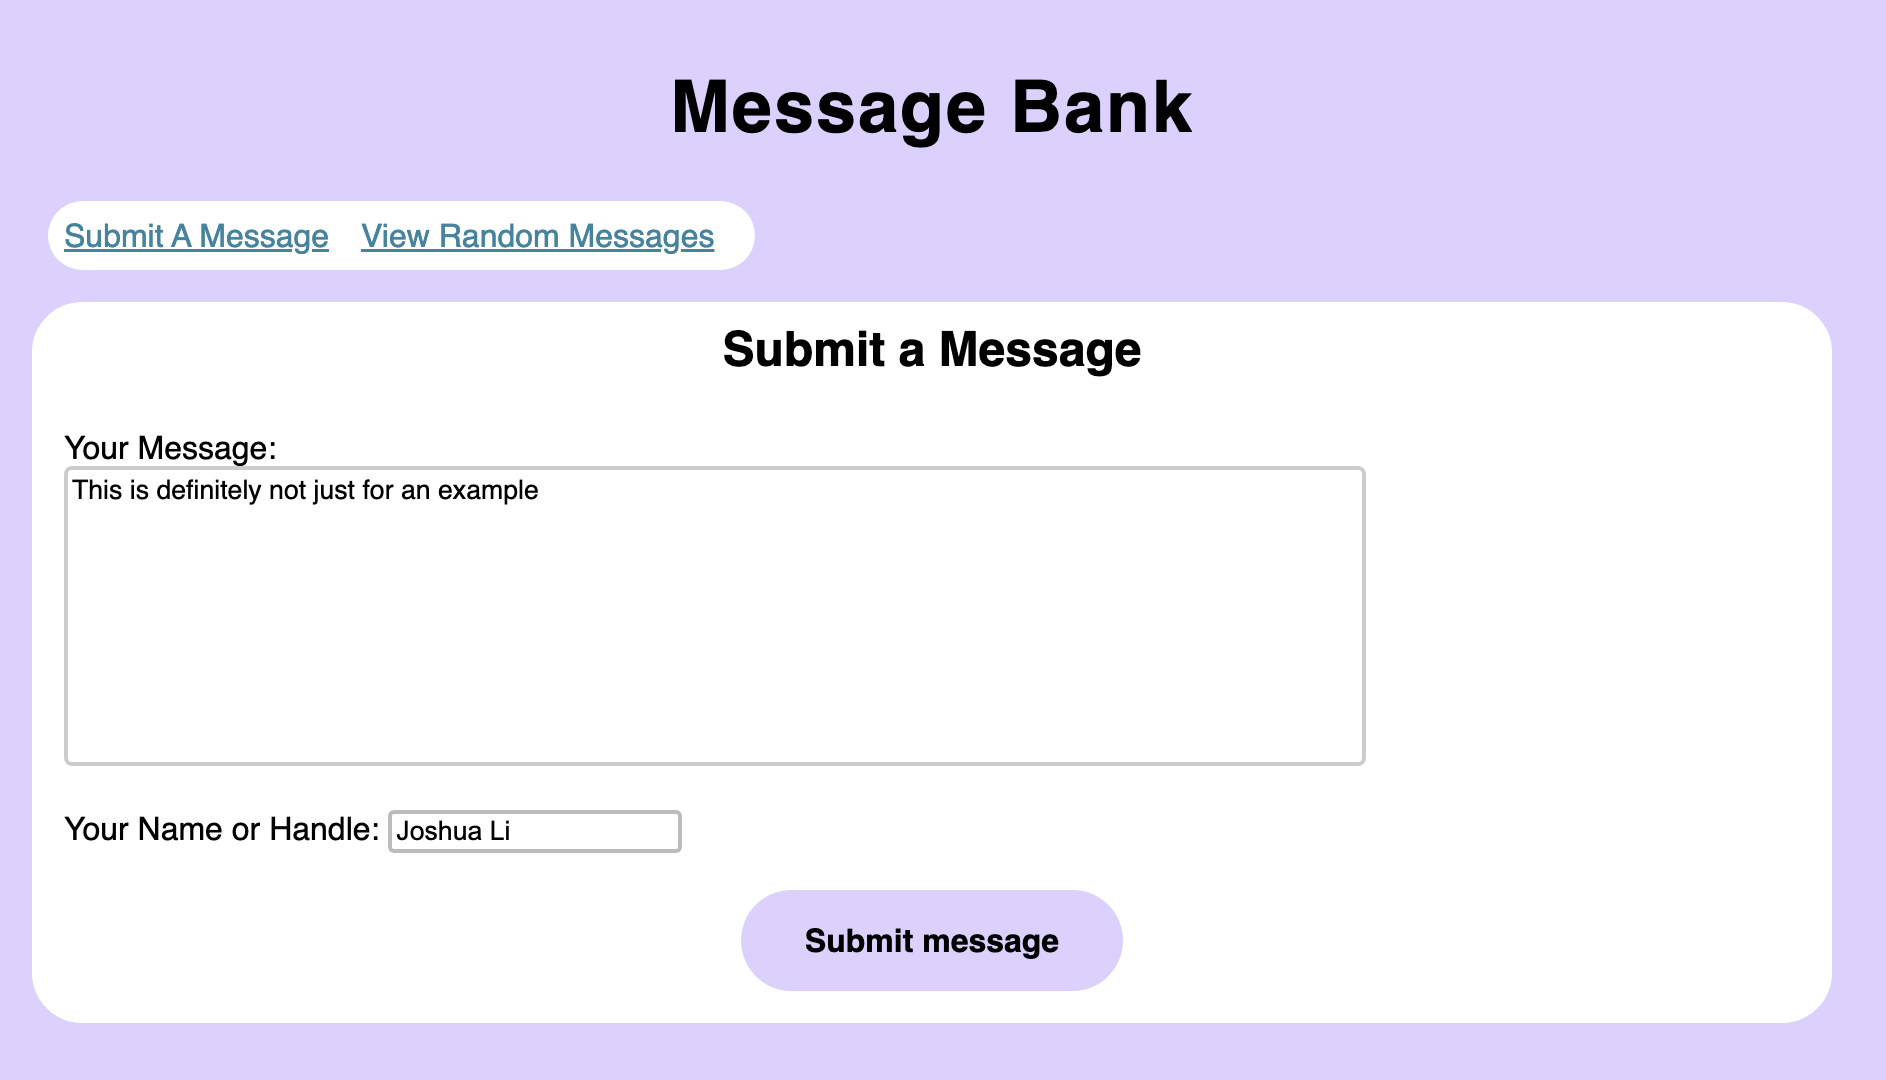 Message Bank
Submit A Message View Random Messages
Submit a Message
Your Message:
This is definitely not just for an example
Your Name or Handle: Joshua Li
Submit message